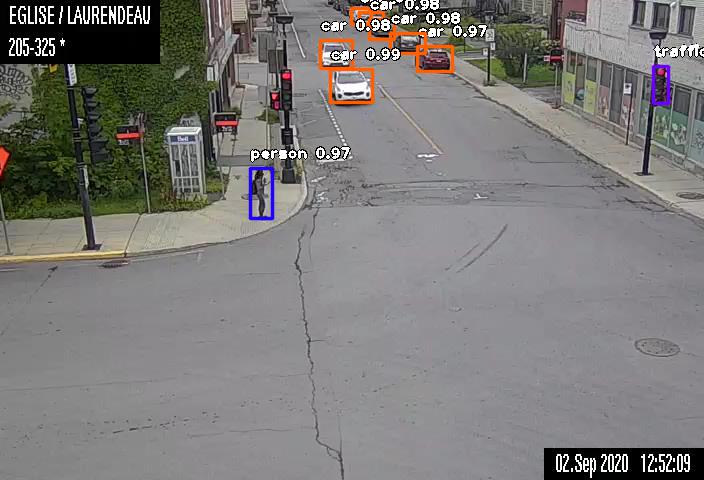 EGLISE / LAURENDEAU
205-325 *
car 0.98
car 0.98
car 0.98
car 0.97
car 0.99
traffic
person 0.97
Bell
02.Sep 2020 12:52:09